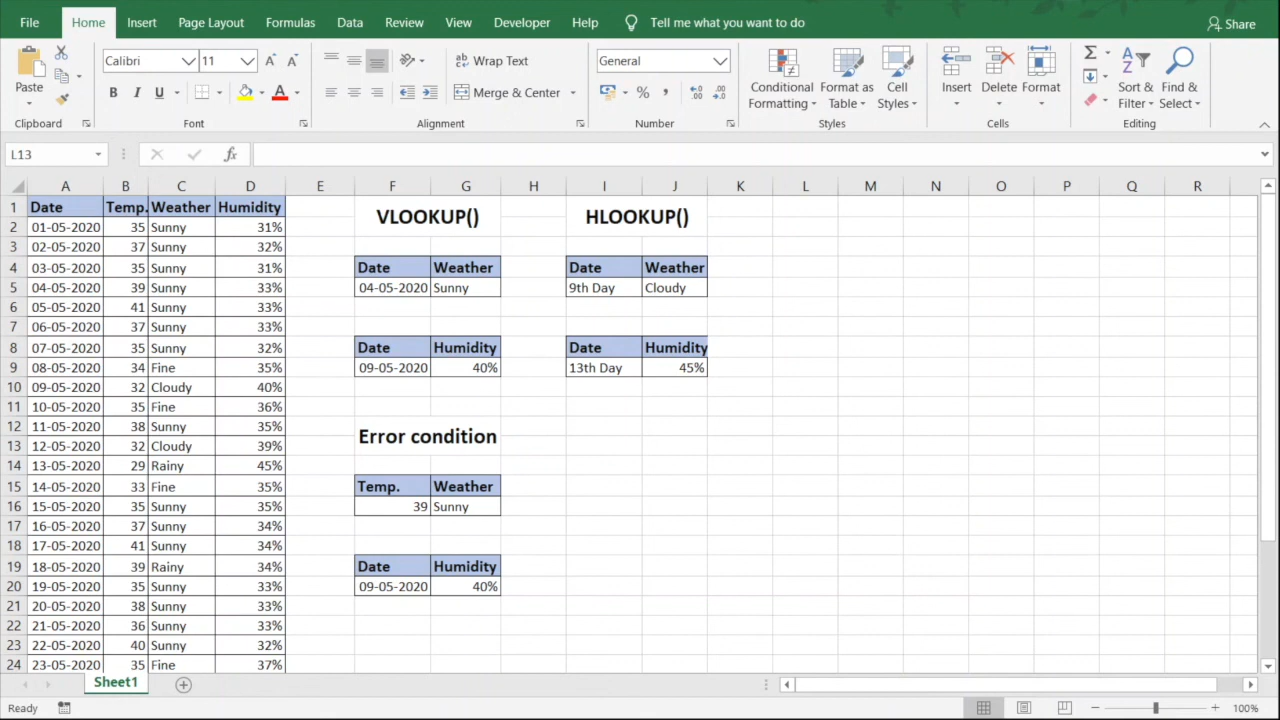 File Home Insert Page Layout Formulas Data Review View Developer Help Tell me what you want to do Share
Paste Calibri 11 B I U A Wrap Text Merge & Center General % , Conditional Formatting Format as Table Cell Styles Insert Delete Format Sort & Filter Find & Select
Clipboard Font Alignment Number Styles Cells Editing
L13 fx
A B C D E F G H I J K L M N O P Q R
1 Date Temp. Weather Humidity VLOOKUP() HLOOKUP()
2 01-05-2020 35 Sunny 31%
3 02-05-2020 37 Sunny 32%
4 03-05-2020 35 Sunny 31% Date Weather Date Weather
5 04-05-2020 39 Sunny 33% 04-05-2020 Sunny 9th Day Cloudy
6 05-05-2020 41 Sunny 33%
7 06-05-2020 37 Sunny 33%
8 07-05-2020 35 Sunny 32% Date Humidity Date Humidity
9 08-05-2020 34 Fine 35% 09-05-2020 40% 13th Day 45%
10 09-05-2020 32 Cloudy 40%
11 10-05-2020 35 Fine 36%
12 11-05-2020 38 Sunny 35% Error condition
13 12-05-2020 32 Cloudy 39%
14 13-05-2020 29 Rainy 45%
15 14-05-2020 33 Fine 35% Temp. Weather
16 15-05-2020 35 Sunny 35% 39 Sunny
17 16-05-2020 37 Sunny 34%
18 17-05-2020 41 Sunny 34%
19 18-05-2020 39 Rainy 34% Date Humidity
20 19-05-2020 35 Sunny 33% 09-05-2020 40%
21 20-05-2020 38 Sunny 33%
22 21-05-2020 36 Sunny 33%
23 22-05-2020 40 Sunny 32%
24 23-05-2020 35 Fine 37%
Sheet1
Ready 100%